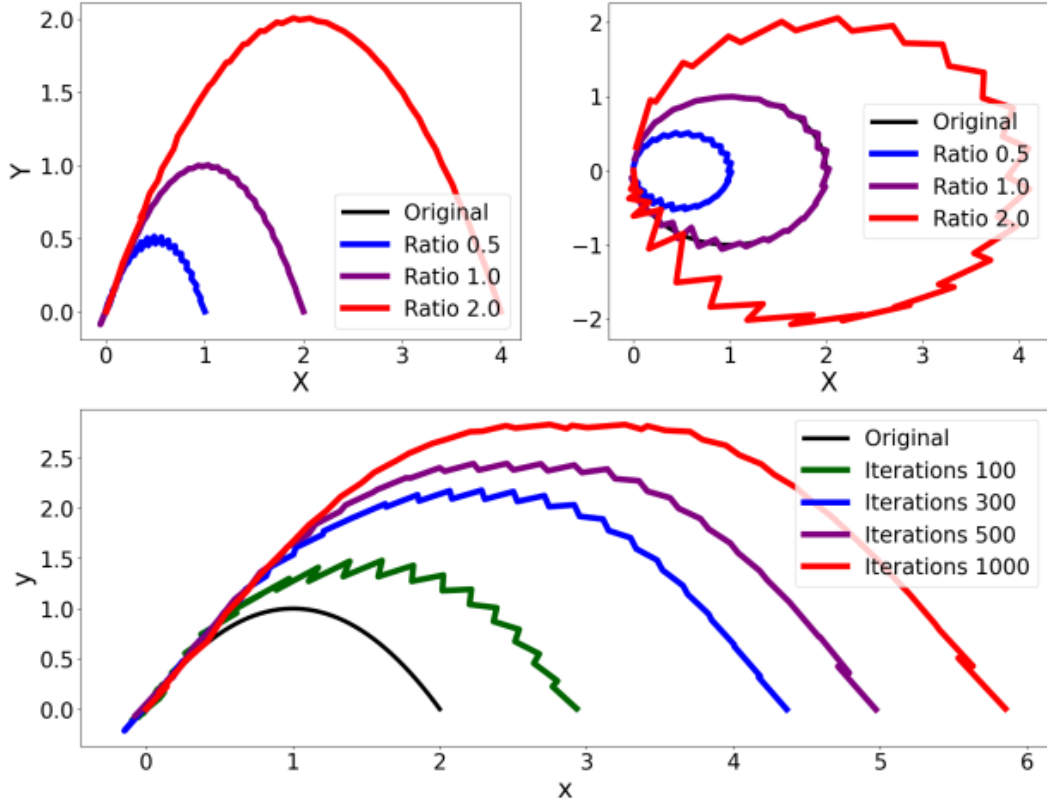 2.0
1.5
1.0
0.5
0.0
Y
0 1 2 3 4
X
Original
Ratio 0.5
Ratio 1.0
Ratio 2.0
2
1
0
−1
−2
0 1 2 3 4
X
Original
Ratio 0.5
Ratio 1.0
Ratio 2.0
2.5
2.0
1.5
1.0
0.5
0.0
y
0 1 2 3 4 5 6
x
Original
Iterations 100
Iterations 300
Iterations 500
Iterations 1000